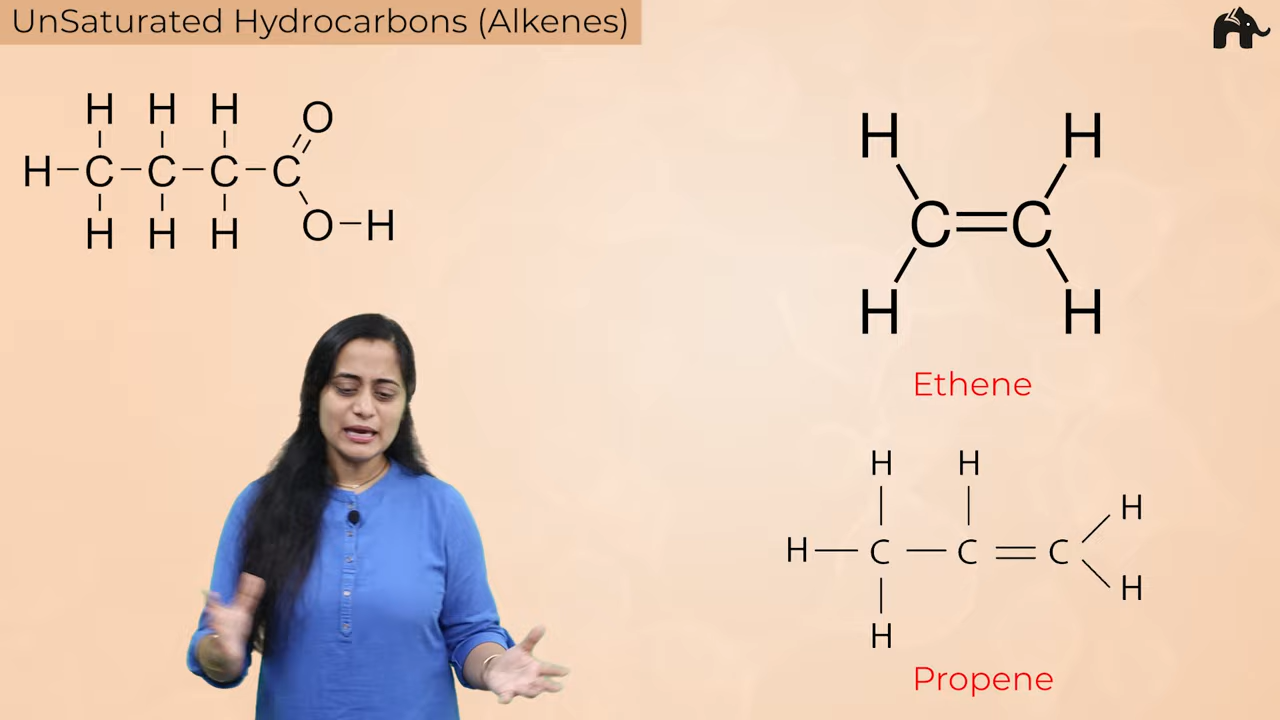 UnSaturated Hydrocarbons (Alkenes)
H H H O
H–C–C–C–C
H H H O–H
H H
C=C
H H
Ethene
H H H
H–C–C=C
H H
Propene